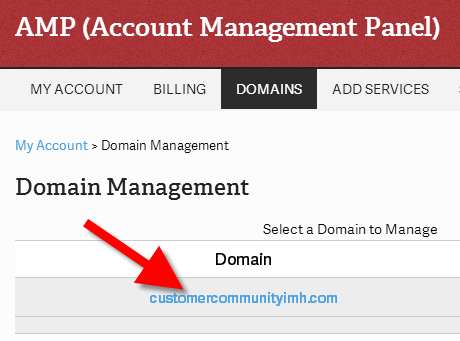 AMP (Account Management Panel)
MY ACCOUNT BILLING DOMAINS ADD SERVICES
My Account > Domain Management
Domain Management
Select a Domain to Manage
Domain
customercommunityimh.com